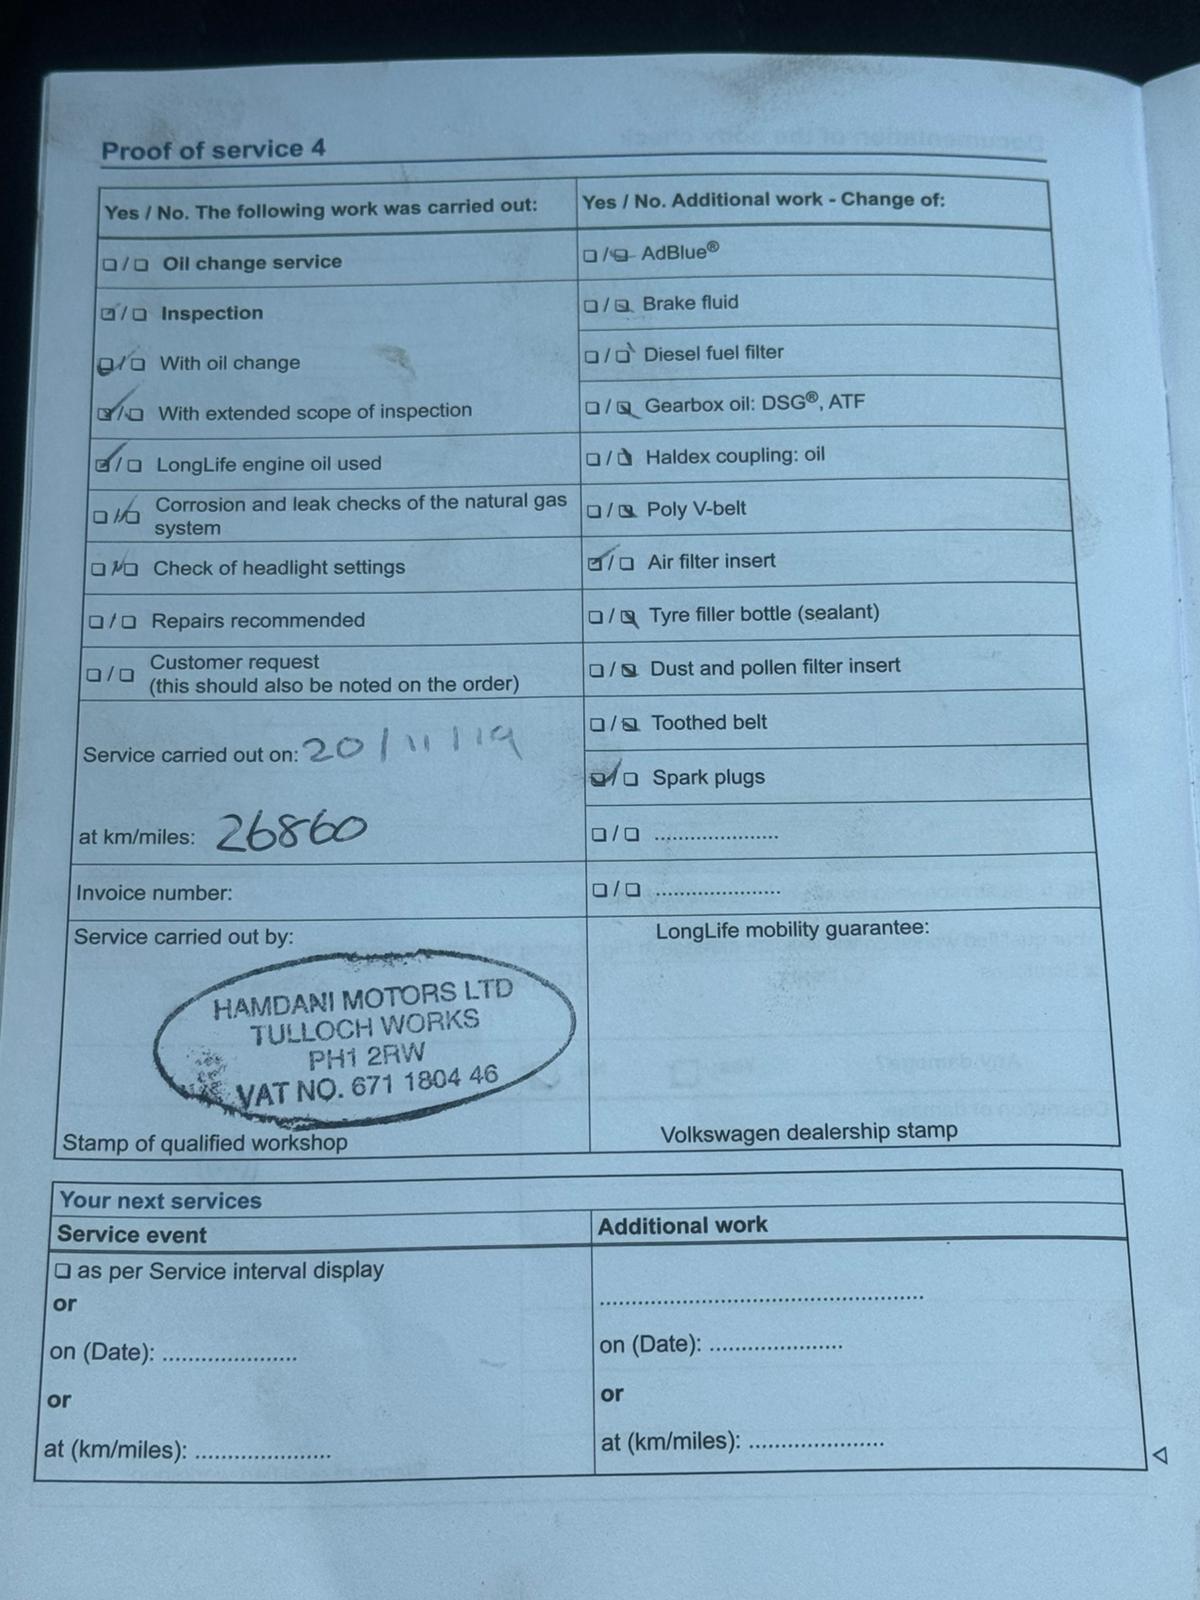 Proof of service 4
Yes / No. The following work was carried out:
☐ / ☐ Oil change service
☑ / ☐ Inspection
☑ / ☐ With oil change
☑ / ☐ With extended scope of inspection
☑ / ☐ LongLife engine oil used
☐ / ☑ Corrosion and leak checks of the natural gas
system
☐ / ☑ Check of headlight settings
☐ / ☐ Repairs recommended
☐ / ☐ Customer request
(this should also be noted on the order)
Service carried out on: 20/11/19
at km/miles: 26860
Invoice number:
Service carried out by:
HAMDANI MOTORS LTD
TULLOCH WORKS
PH1 2RW
VAT NO. 671 1804 46
Stamp of qualified workshop
Yes / No. Additional work - Change of:
☐ / ☑ AdBlue®
☐ / ☑ Brake fluid
☐ / ☑ Diesel fuel filter
☐ / ☑ Gearbox oil: DSG®, ATF
☐ / ☑ Haldex coupling: oil
☐ / ☑ Poly V-belt
☑ / ☐ Air filter insert
☐ / ☑ Tyre filler bottle (sealant)
☐ / ☑ Dust and pollen filter insert
☐ / ☑ Toothed belt
☑ / ☐ Spark plugs
☐ / ☐ .....................
☐ / ☐ .....................
LongLife mobility guarantee:
Volkswagen dealership stamp
Your next services
Service event
☐ as per Service interval display
or
on (Date): .....................
or
at (km/miles): .....................
Additional work
..................................................
on (Date): .....................
or
at (km/miles): .....................